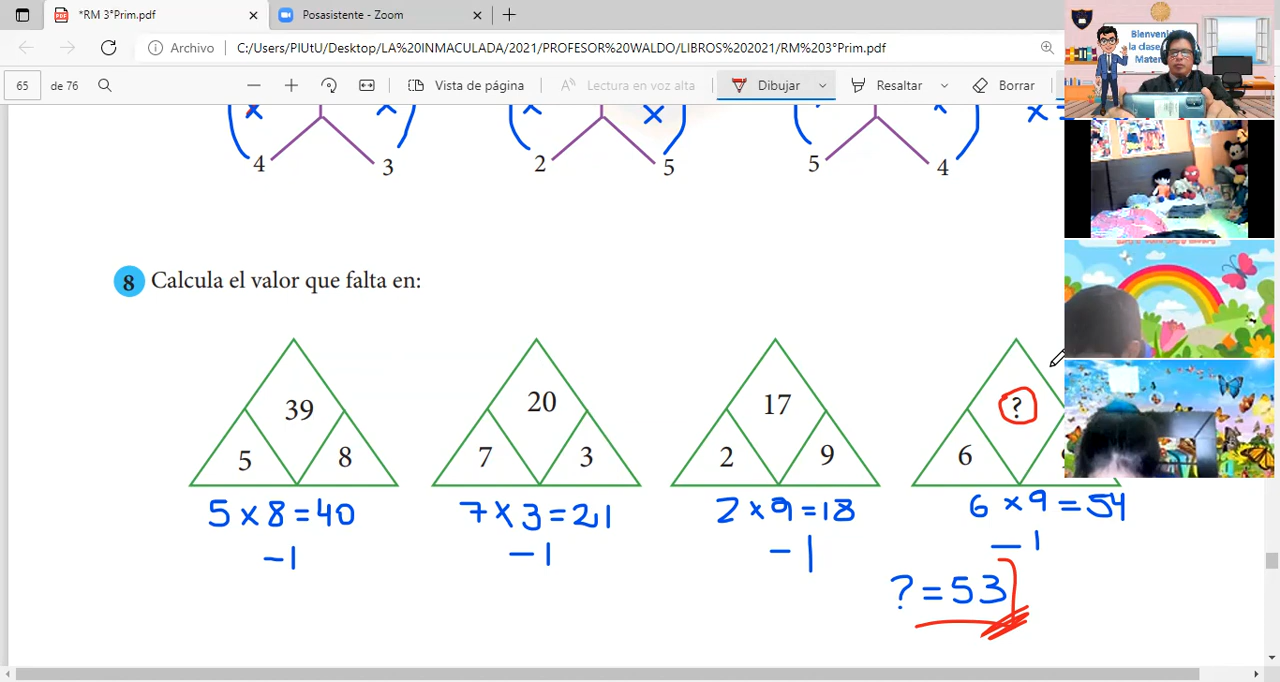 *RM 3°Prim.pdf
Posasistente - Zoom
Archivo
C:/Users/PIUtU/Desktop/LA%20INMACULADA/2021/PROFESOR%20WALDO/LIBROS%202021/RM%203°Prim.pdf
65 de 76
Vista de página
Lectura en voz alta
Dibujar
Resaltar
Borrar
x x x x x x =
4 3 2 5 5 4
8 Calcula el valor que falta en:
39 20 17 ?
5 8 7 3 2 9 6
5 x 8 = 40 7 x 3 = 21 2 x 9 = 18 6 x 9 = 54
-1 -1 -1 -1
? = 53